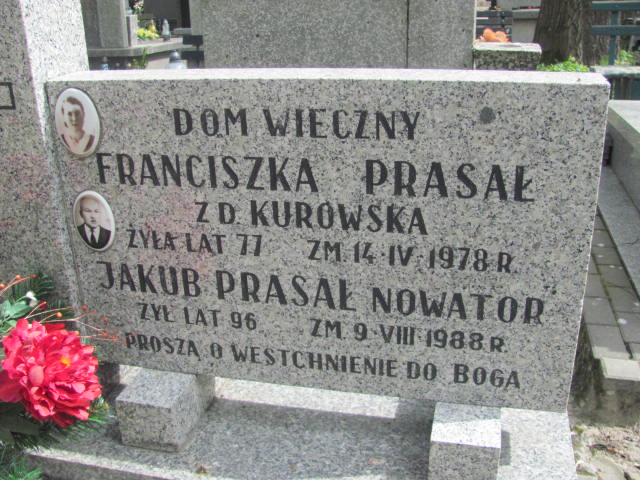 DOM WIECZNY
FRANCISZKA PRASAŁ
Z D. KUROWSKA
ŻYŁA LAT 77 ZM 14·IV·1978 R.
JAKUB PRASAŁ NOWATOR
ŻYŁ LAT 96 ZM. 9·VIII·1988 R.
PROSZĄ O WESTCHNIENIE DO BOGA